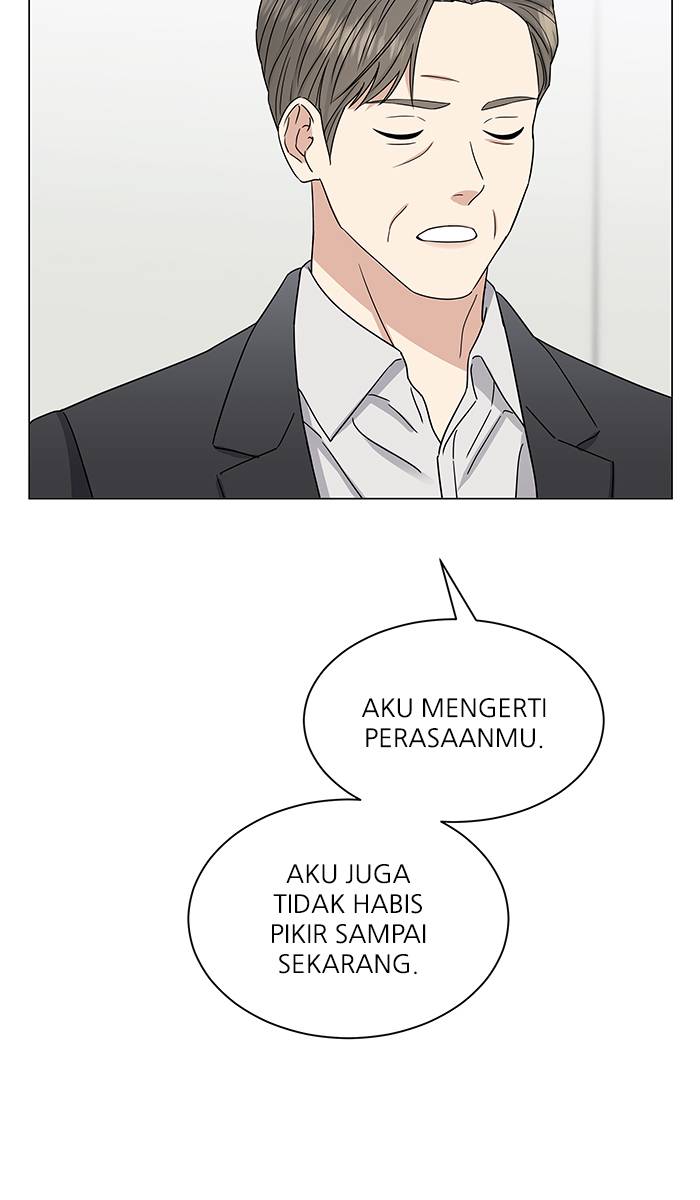 AKU MENGERTI
PERASAANMU.
AKU JUGA
TIDAK HABIS
PIKIR SAMPAI
SEKARANG.